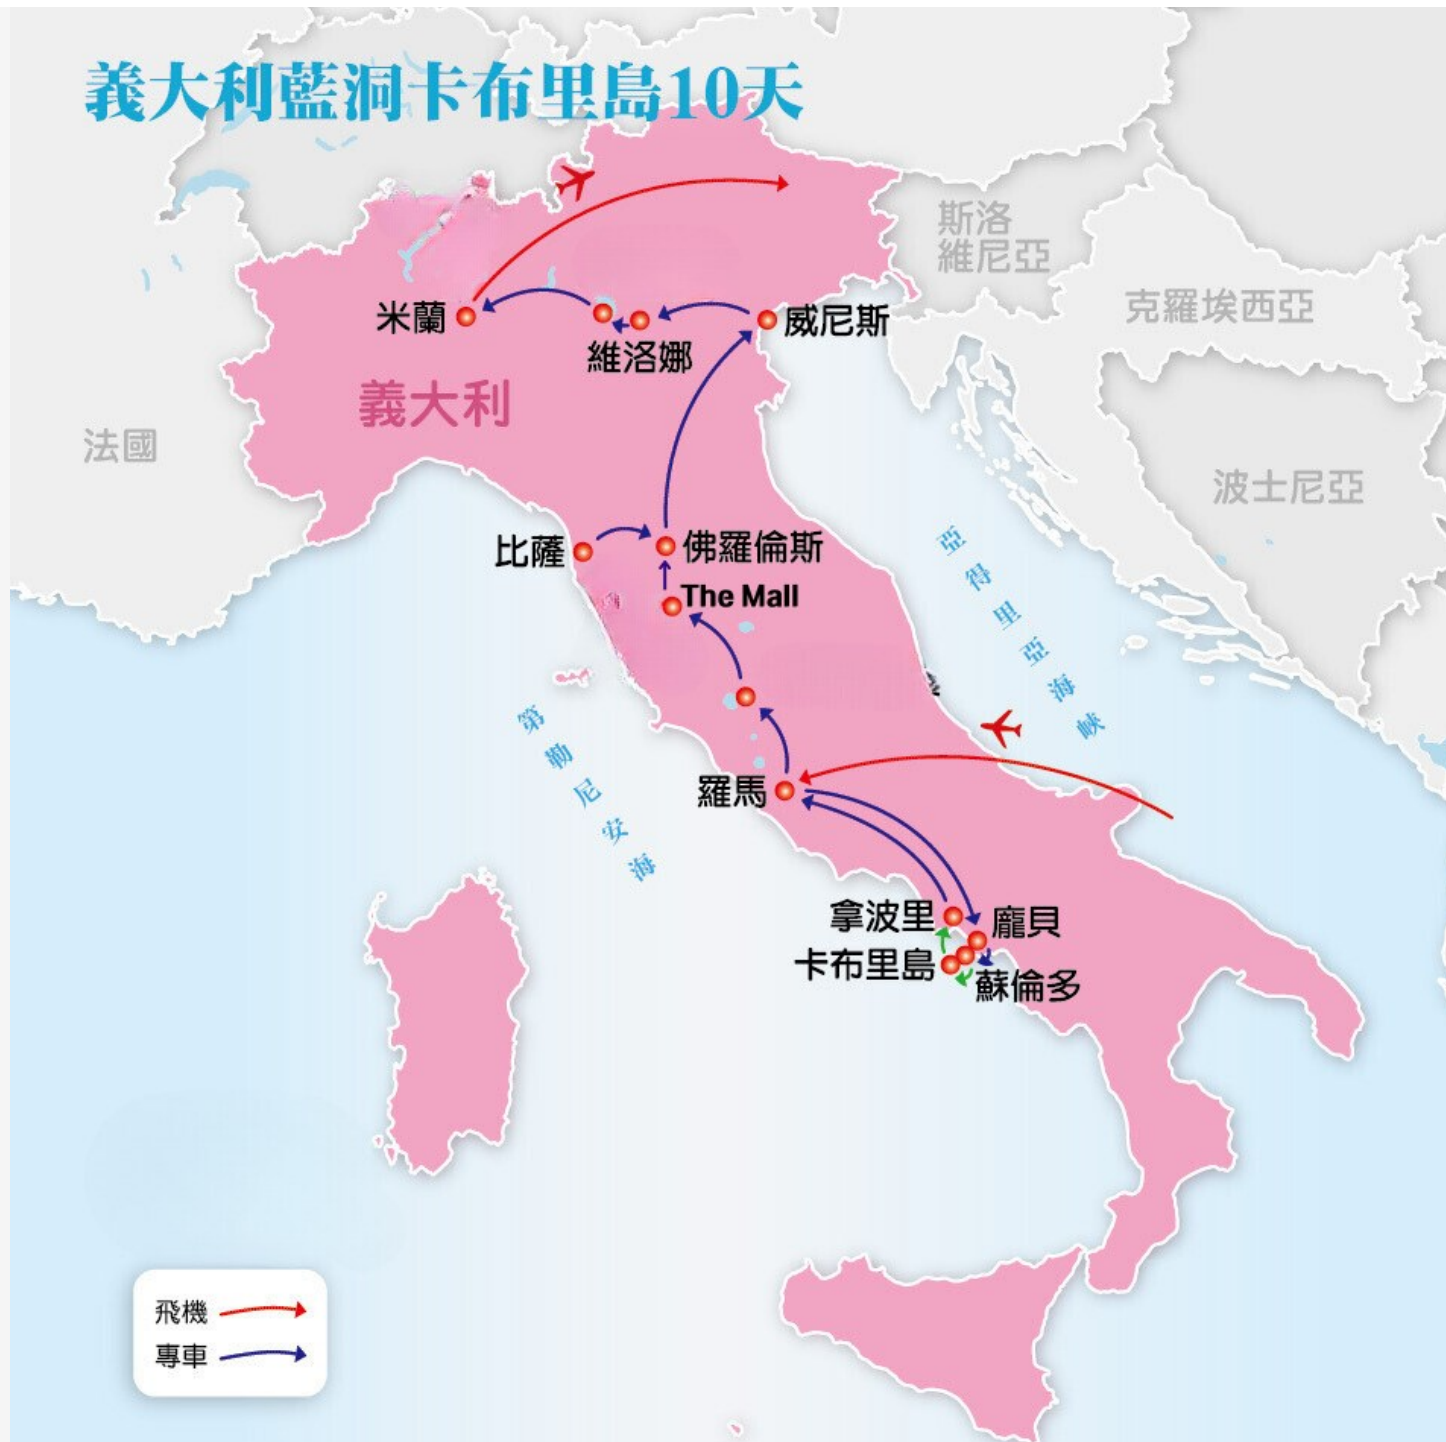 義大利藍洞卡布里島10天
斯洛
維尼亞
克羅埃西亞
米蘭
威尼斯
維洛娜
義大利
法國
波士尼亞
比薩
佛羅倫斯
The Mall
亞得里亞海峽
第勒尼安海
羅馬
拿波里
龐貝
卡布里島
蘇倫多
飛機
專車